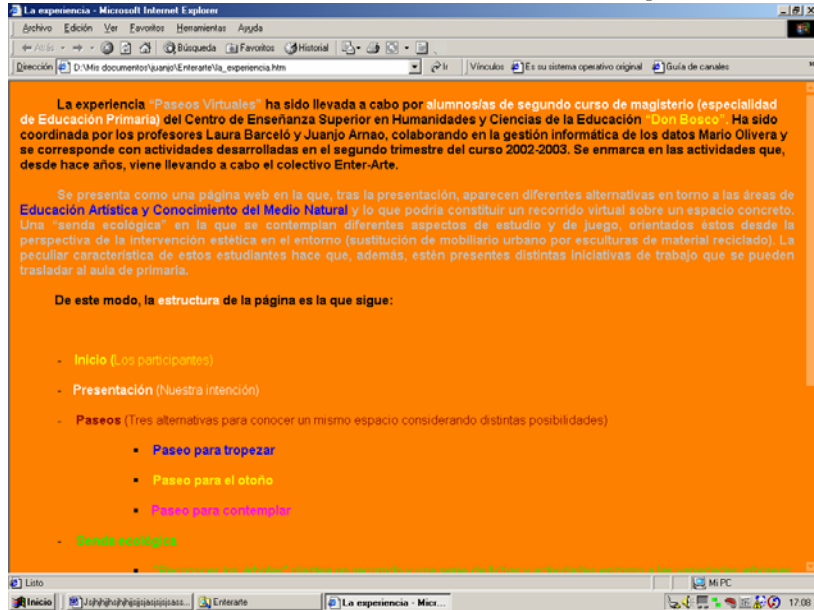 La experiencia - Microsoft Internet Explorer
Archivo Edición Ver Favoritos Herramientas Ayuda
Atrás Búsqueda Favoritos Historial
Dirección D:\Mis documentos\juanjo\Enterarte\la_experiencia.htm Ir Vínculos Es su sistema operativo original Guía de canales
La experiencia "Paseos Virtuales" ha sido llevada a cabo por alumnos/as de segundo curso de magisterio (especialidad
de Educación Primaria) del Centro de Enseñanza Superior en Humanidades y Ciencias de la Educación "Don Bosco". Ha sido
coordinada por los profesores Laura Barceló y Juanjo Arnao, colaborando en la gestión informática de los datos Mario Olivera y
se corresponde con actividades desarrolladas en el segundo trimestre del curso 2002-2003. Se enmarca en las actividades que,
desde hace años, viene llevando a cabo el colectivo Enter-Arte.
Se presenta como una página web en la que, tras la presentación, aparecen diferentes alternativas en torno a las áreas de
Educación Artística y Conocimiento del Medio Natural y lo que podría constituir un recorrido virtual sobre un espacio concreto.
Una "senda ecológica" en la que se contemplan diferentes aspectos de estudio y de juego, orientados éstos desde la
perspectiva de la intervención estética en el entorno (sustitución de mobiliario urbano por esculturas de material reciclado). La
peculiar característica de estos estudiantes hace que, además, estén presentes distintas iniciativas de trabajo que se pueden
trasladar al aula de primaria.
De este modo, la estructura de la página es la que sigue:
- Inicio (Los participantes)
- Presentación (Nuestra intención)
- Paseos (Tres alternativas para conocer un mismo espacio considerando distintas posibilidades)
▪ Paseo para tropezar
▪ Paseo para el otoño
▪ Paseo para contemplar
- Senda ecológica
Listo Mi PC
Inicio Enterarte La experiencia - Micr... 17:08